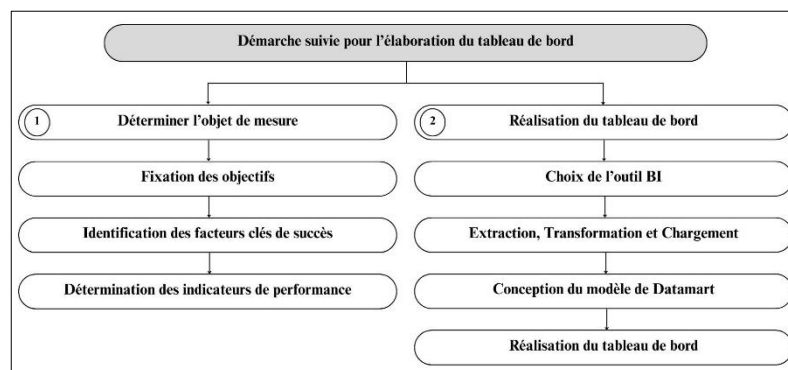 Démarche suivie pour l'élaboration du tableau de bord
1
Déterminer l'objet de mesure
Fixation des objectifs
Identification des facteurs clés de succès
Détermination des indicateurs de performance
2
Réalisation du tableau de bord
Choix de l'outil BI
Extraction, Transformation et Chargement
Conception du modèle de Datamart
Réalisation du tableau de bord